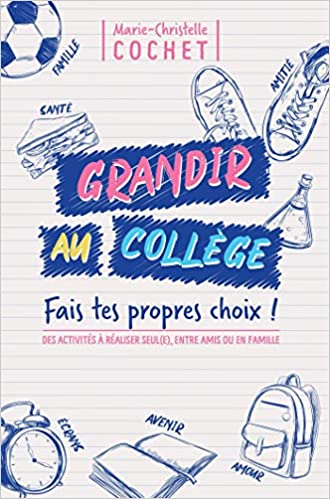 Marie-Christelle
COCHET
FAMILLE
AMITIÉ
SANTÉ
GRANDIR
AU COLLÈGE
Fais tes propres choix !
DES ACTIVITÉS À RÉALISER SEUL(E), ENTRE AMIS OU EN FAMILLE
ÉCRANS
AVENIR
AMOUR